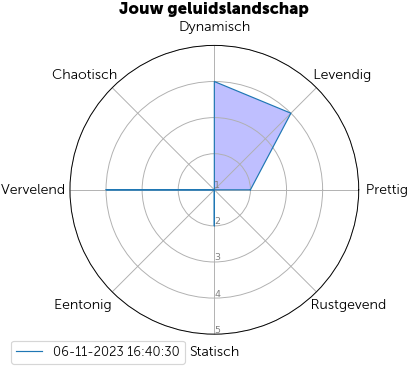 Jouw geluidslandschap
Dynamisch
Chaotisch
Levendig
Vervelend
1
Prettig
2
3
Eentonig
4
Rustgevend
5
06-11-2023 16:40:30
Statisch